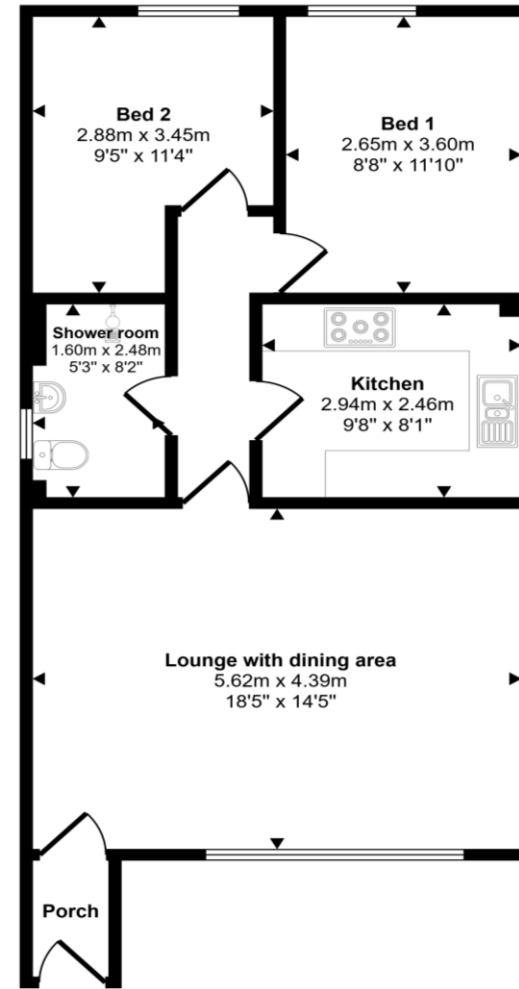 Bed 2
2.88m x 3.45m
9'5" x 11'4"
Bed 1
2.65m x 3.60m
8'8" x 11'10"
Shower room
1.60m x 2.48m
5'3" x 8'2"
Kitchen
2.94m x 2.46m
9'8" x 8'1"
Lounge with dining area
5.62m x 4.39m
18'5" x 14'5"
Porch